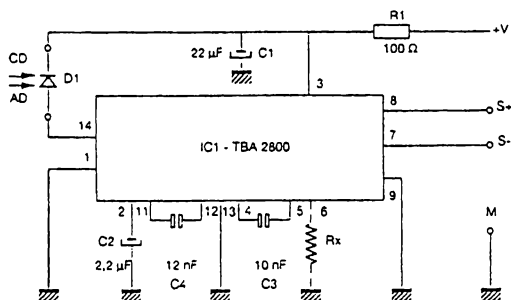 R1
+V
100 Ω
CD
D1
AD
22 µF
C1
3
14
1
IC1 - TBA 2800
8
S+
7
S-
9
2
11
12
13
4
5
6
C2
2,2 µF
12 nF
C4
10 nF
C3
Rx
M